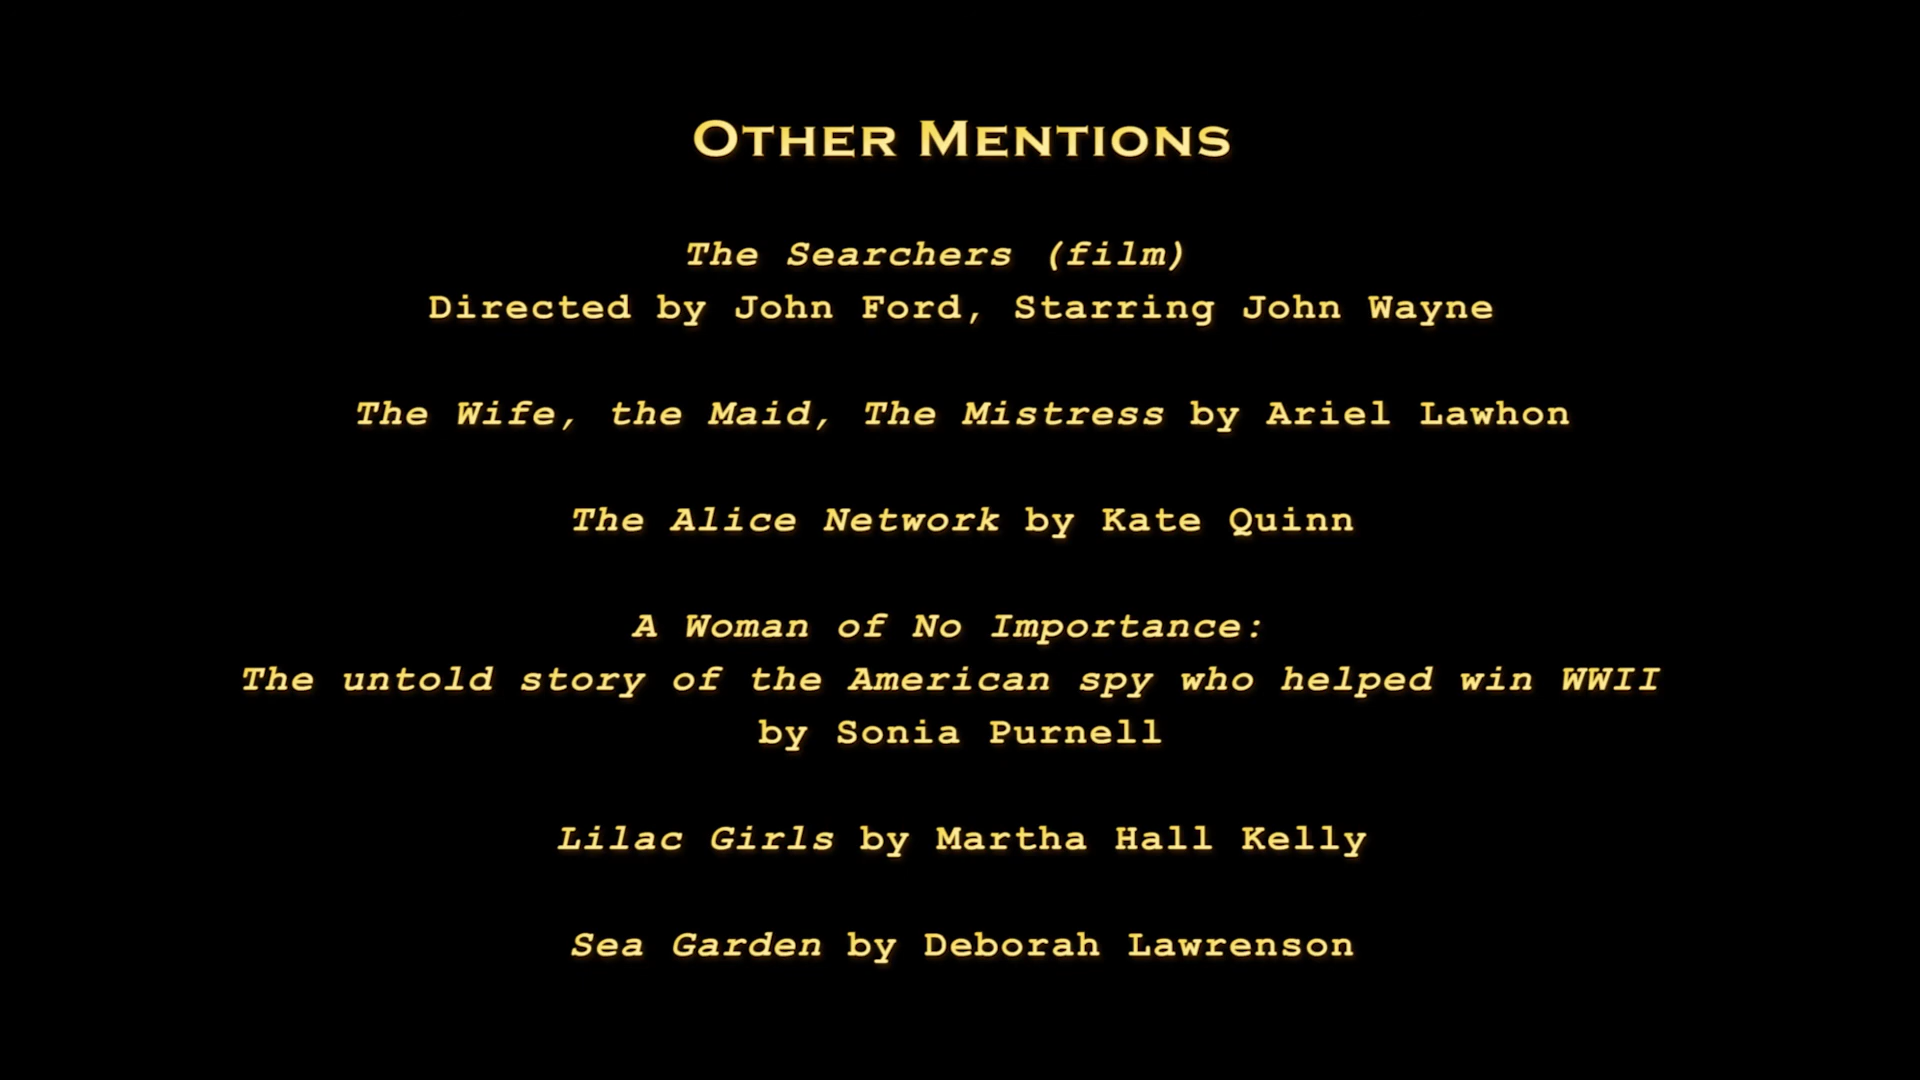 OTHER MENTIONS
The Searchers (film)
Directed by John Ford, Starring John Wayne
The Wife, the Maid, The Mistress by Ariel Lawhon
The Alice Network by Kate Quinn
A Woman of No Importance:
The untold story of the American spy who helped win WWII
by Sonia Purnell
Lilac Girls by Martha Hall Kelly
Sea Garden by Deborah Lawrenson